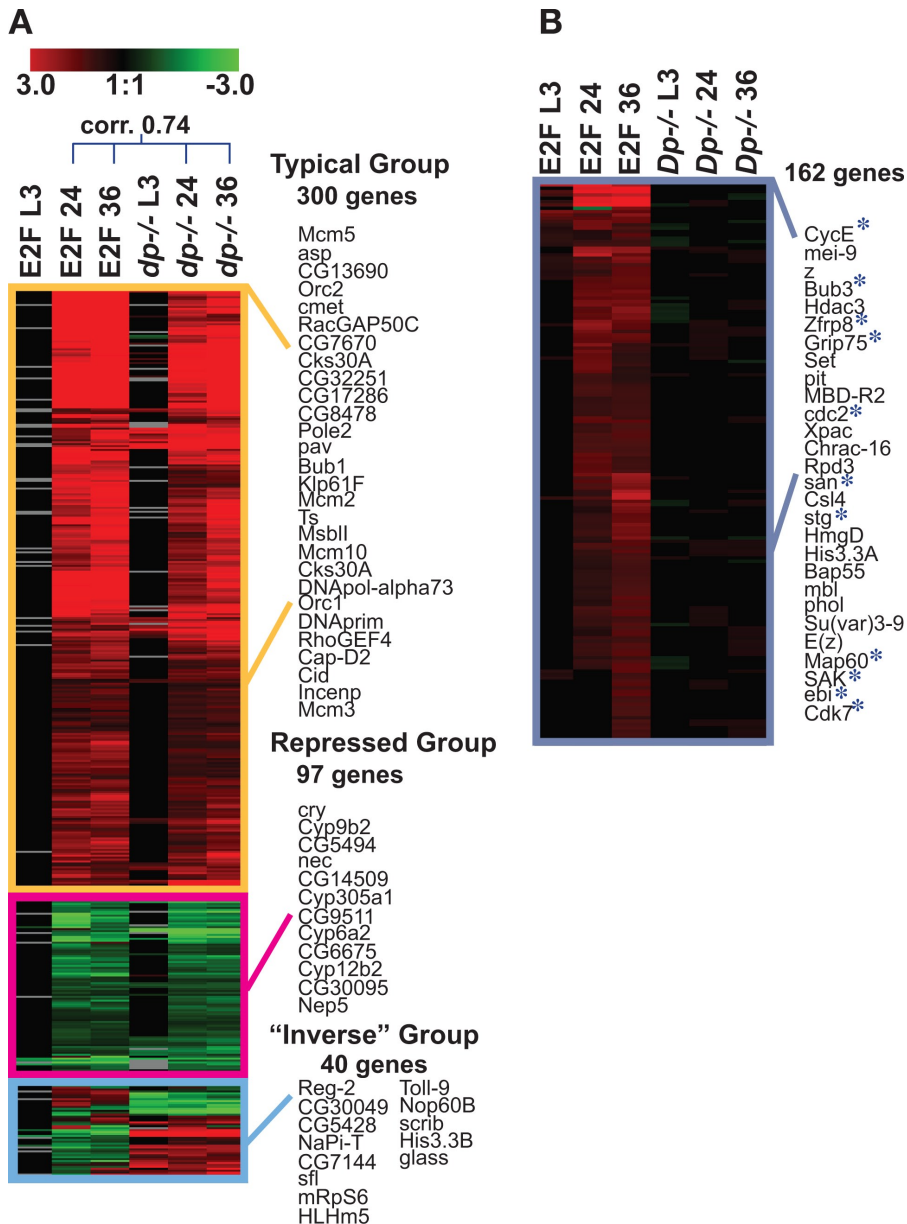 A
3.0 1:1 -3.0
corr. 0.74
E2F L3
E2F 24
E2F 36
dp-/- L3
dp-/- 24
dp-/- 36
Typical Group
300 genes
Mcm5
asp
CG13690
Orc2
cmet
RacGAP50C
CG7670
Cks30A
CG32251
CG17286
CG8478
Pole2
pav
Bub1
Klp61F
Mcm2
Ts
MsbII
Mcm10
Cks30A
DNApol-alpha73
Orc1
DNAprim
RhoGEF4
Cap-D2
Cid
Incenp
Mcm3
Repressed Group
97 genes
cry
Cyp9b2
CG5494
nec
CG14509
Cyp305a1
CG9511
Cyp6a2
CG6675
Cyp12b2
CG30095
Nep5
“Inverse” Group
40 genes
Reg-2
CG30049
CG5428
NaPi-T
CG7144
sfl
mRpS6
HLHm5
Toll-9
Nop60B
scrib
His3.3B
glass
B
E2F L3
E2F 24
E2F 36
Dp-/- L3
Dp-/- 24
Dp-/- 36
162 genes
CycE*
mei-9
z
Bub3*
Hdac3
Zfrp8*
Grip75*
Set
pit
MBD-R2
cdc2*
Xpac
Chrac-16
Rpd3
san*
Csl4
stg*
HmgD
His3.3A
Bap55
mbl
phol
Su(var)3-9
E(z)
Map60*
SAK*
ebi*
Cdk7*